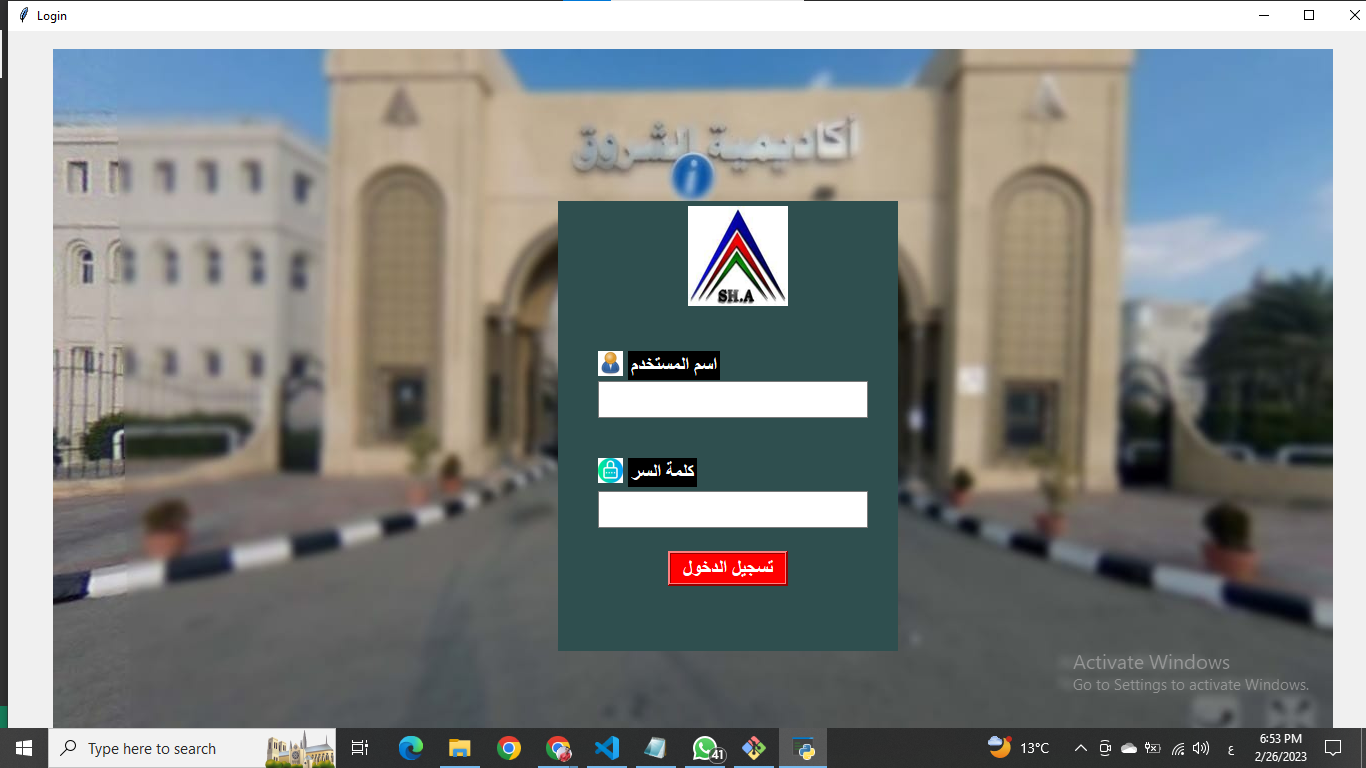 Login
أكاديمية الشروق
SH.A
اسم المستخدم
كلمة السر
تسجيل الدخول
Activate Windows
Go to Settings to activate Windows.
Type here to search
41
13°C
ع
6:53 PM
2/26/2023